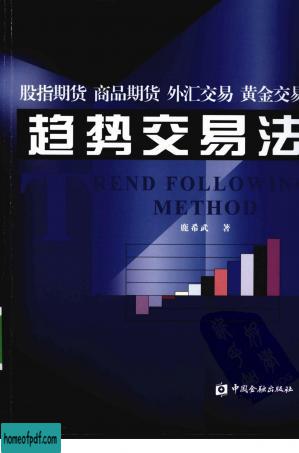 股指期货 商品期货 外汇交易 黄金交易
趋势交易法
TREND FOLLOWING
METHOD
鹿希武 著
中国金融出版社
homeofpdf.com